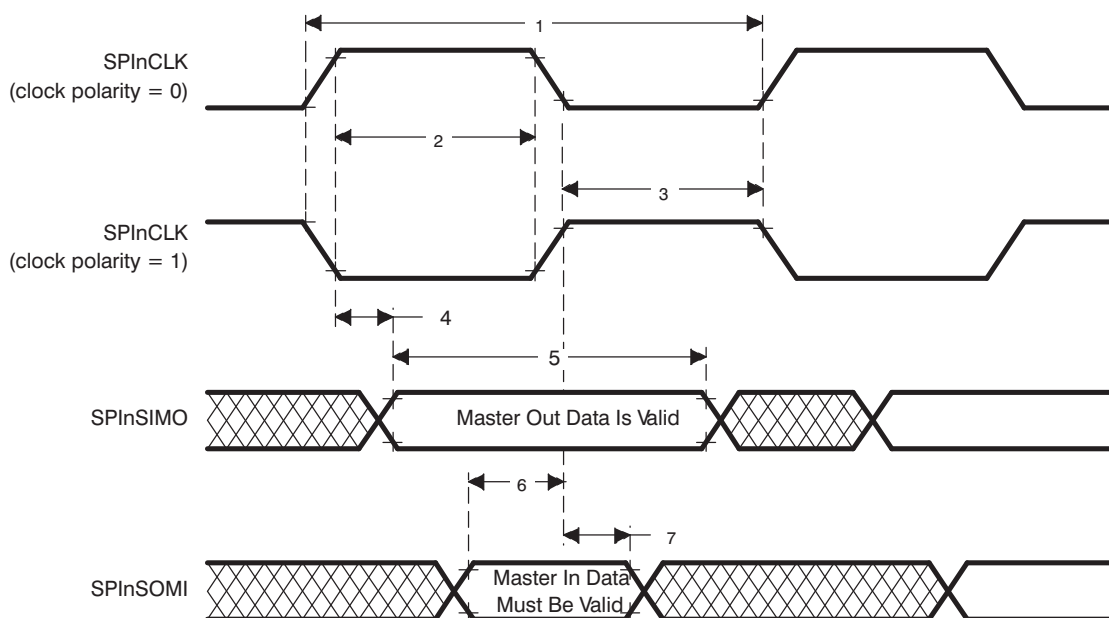 1
SPInCLK
(clock polarity = 0)
2
3
SPInCLK
(clock polarity = 1)
4
5
SPInSIMO
Master Out Data Is Valid
6
7
SPInSOMI
Master In Data
Must Be Valid